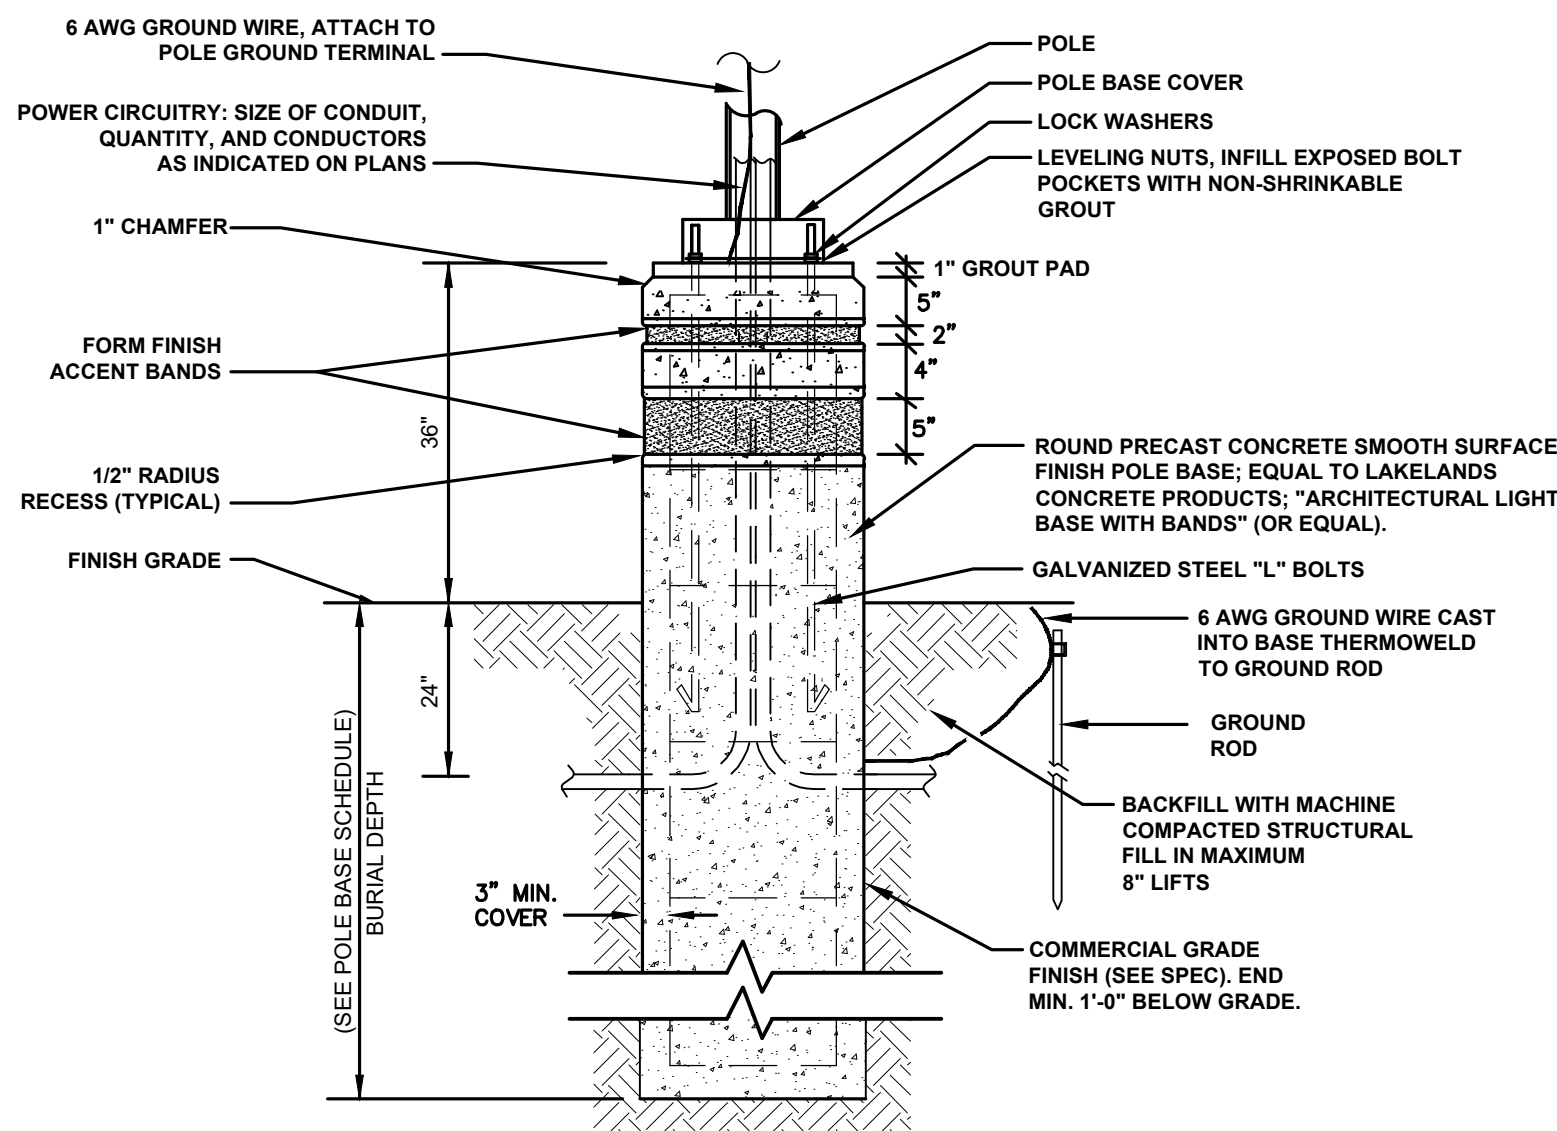 6 AWG GROUND WIRE, ATTACH TO
POLE GROUND TERMINAL
POWER CIRCUITRY: SIZE OF CONDUIT,
QUANTITY, AND CONDUCTORS
AS INDICATED ON PLANS
1" CHAMFER
FORM FINISH
ACCENT BANDS
36"
1/2" RADIUS
RECESS (TYPICAL)
FINISH GRADE
24"
(SEE POLE BASE SCHEDULE)
BURIAL DEPTH
3" MIN.
COVER
POLE
POLE BASE COVER
LOCK WASHERS
LEVELING NUTS, INFILL EXPOSED BOLT
POCKETS WITH NON-SHRINKABLE
GROUT
1" GROUT PAD
5"
2"
4"
5"
ROUND PRECAST CONCRETE SMOOTH SURFACE
FINISH POLE BASE; EQUAL TO LAKELANDS
CONCRETE PRODUCTS; "ARCHITECTURAL LIGHT
BASE WITH BANDS" (OR EQUAL).
GALVANIZED STEEL "L" BOLTS
6 AWG GROUND WIRE CAST
INTO BASE THERMOWELD
TO GROUND ROD
GROUND
ROD
BACKFILL WITH MACHINE
COMPACTED STRUCTURAL
FILL IN MAXIMUM
8" LIFTS
COMMERCIAL GRADE
FINISH (SEE SPEC). END
MIN. 1'-0" BELOW GRADE.